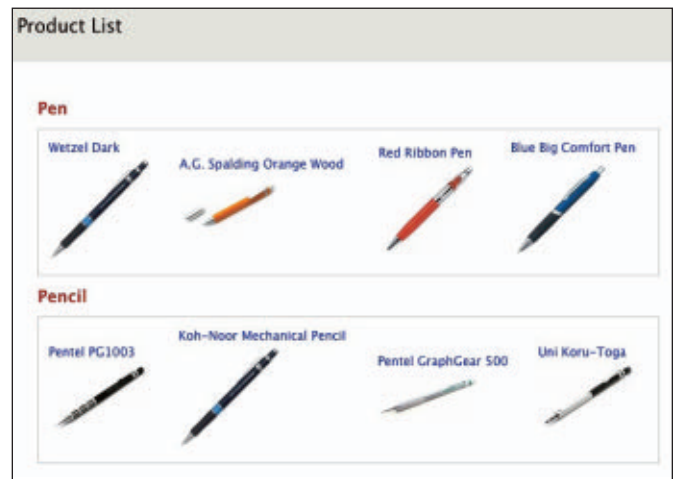 Product List
Pen
Wetzel Dark
A.G. Spalding Orange Wood
Red Ribbon Pen
Blue Big Comfort Pen
Pencil
Pentel PG1003
Koh-Noor Mechanical Pencil
Pentel GraphGear 500
Uni Koru-Toga